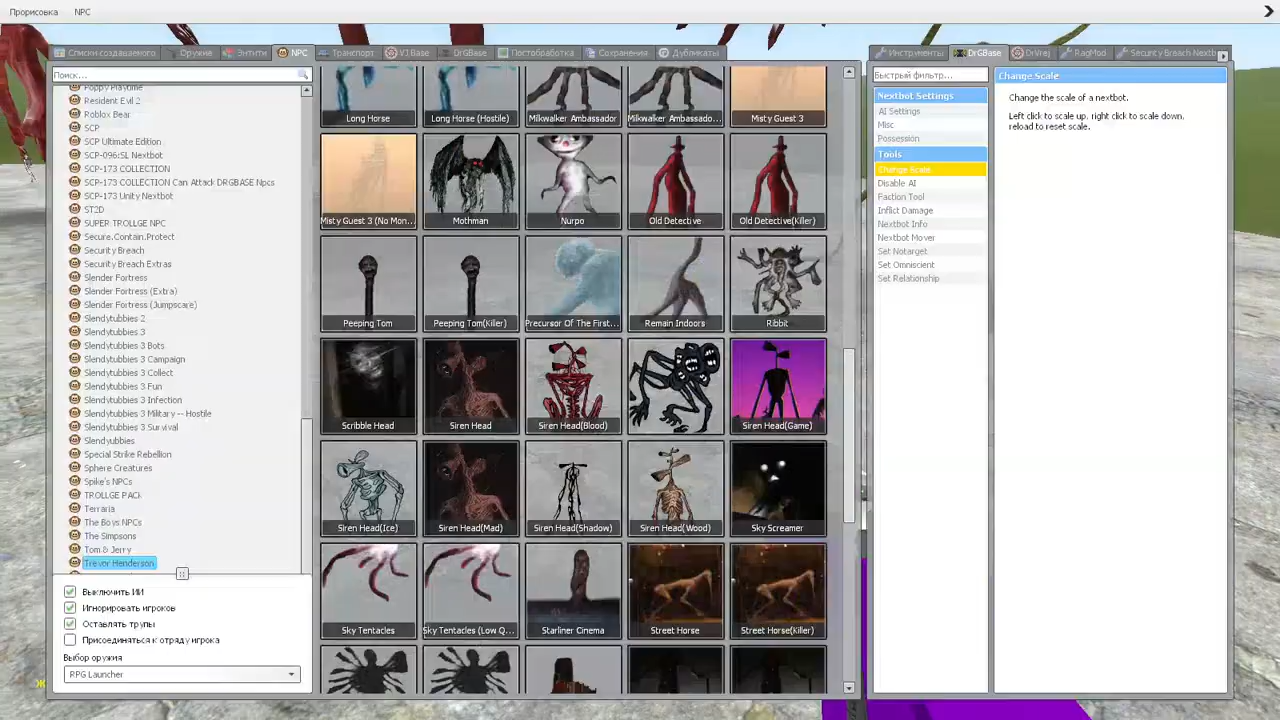 Прорисовка NPC
Списки создаваемого Оружие Энтити NPC Транспорт VJ Base DrGBase Постобработка Сохранения Дубликаты
Инструменты DrGBase DrVrej RagMod Security Breach Nextb
Поиск...
Poppy Playtime
Resident Evil 2
Roblox Bear
SCP
SCP Ultimate Edition
SCP-096:SL Nextbot
SCP-173 COLLECTION
SCP-173 COLLECTION Can Attack DRGBASE Npcs
SCP-173 Unity Nextbot
ST2D
SUPER TROLLGE NPC
Secure.Contain.Protect
Security Breach
Security Breach Extras
Slender Fortress
Slender Fortress (Extra)
Slender Fortress (Jumpscare)
Slendytubbies 2
Slendytubbies 3
Slendytubbies 3 Bots
Slendytubbies 3 Campaign
Slendytubbies 3 Collect
Slendytubbies 3 Fun
Slendytubbies 3 Infection
Slendytubbies 3 Military -- Hostile
Slendytubbies 3 Survival
Slendyubbies
Special Strike Rebellion
Sphere Creatures
Spike's NPCs
TROLLGE PACK
Terraria
The Boys NPCs
The Simpsons
Tom & Jerry
Trevor Henderson
Выключить ИИ
Игнорировать игроков
Оставлять трупы
Присоединяться к отряду игрока
Выбор оружия
RPG Launcher
Long Horse Long Horse (Hostile) Milkwalker Ambassador Milkwalker Ambassado... Misty Guest 3
Misty Guest 3 (No Mon... Mothman Nurpo Old Detective Old Detective(Killer)
Peeping Tom Peeping Tom(Killer) Precursor Of The First... Remain Indoors Ribbit
Scribble Head Siren Head Siren Head(Blood) Siren Head(Game)
Siren Head(Ice) Siren Head(Mad) Siren Head(Shadow) Siren Head(Wood) Sky Screamer
Sky Tentacles Sky Tentacles (Low Q... Starliner Cinema Street Horse Street Horse(Killer)
Быстрый фильтр...
Nextbot Settings
AI Settings
Misc
Possession
Tools
Change Scale
Disable AI
Faction Tool
Inflict Damage
Nextbot Info
Nextbot Mover
Set Notarget
Set Omniscient
Set Relationship
Change Scale
Change the scale of a nextbot.
Left click to scale up, right click to scale down,
reload to reset scale.
Ж